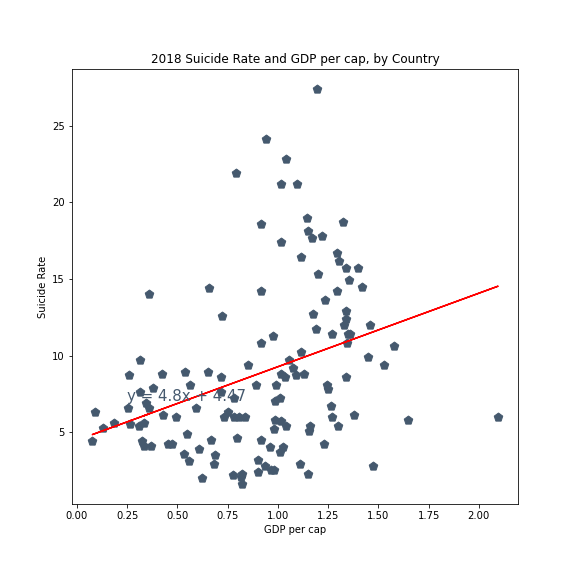 2018 Suicide Rate and GDP per cap, by Country
Suicide Rate
25
20
15
10
5
y = 4.8x + 4.47
0.00 0.25 0.50 0.75 1.00 1.25 1.50 1.75 2.00
GDP per cap